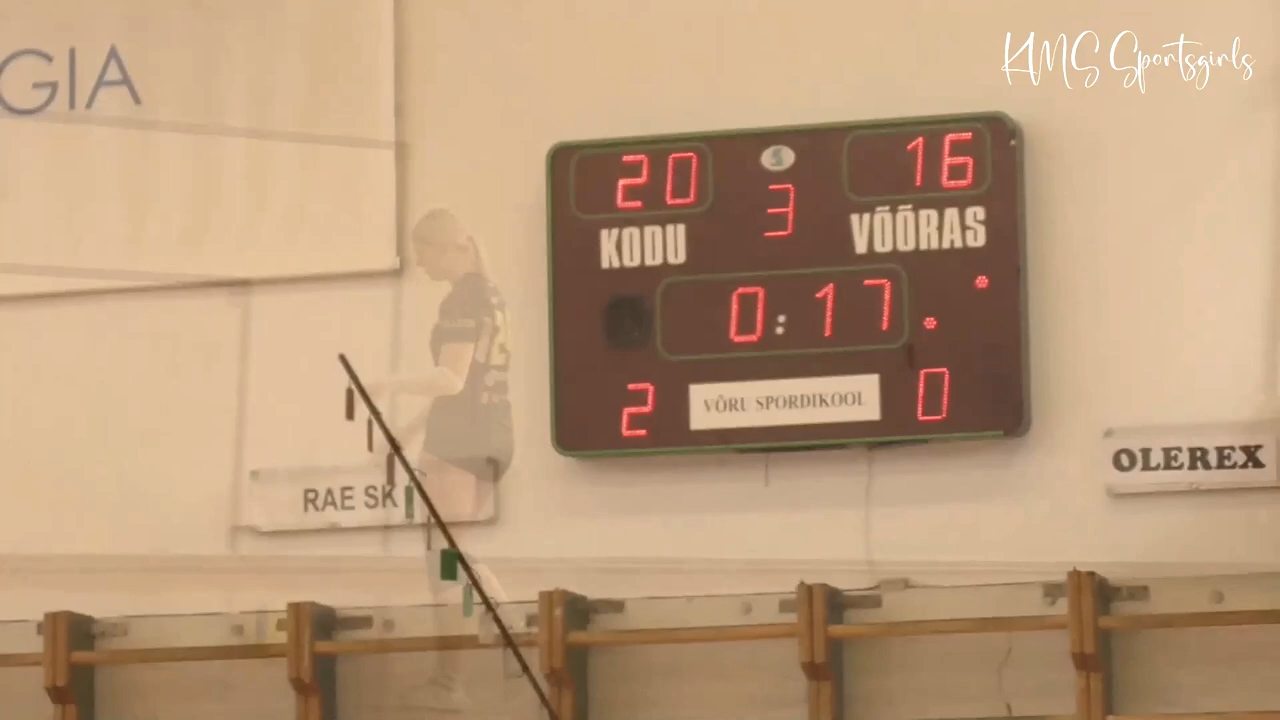 GIA
KMS Sportsgirls
20 16
3
KODU VÕÕRAS
0:17
2 0
VÕRU SPORDIKOOL
RAE SK
OLEREX